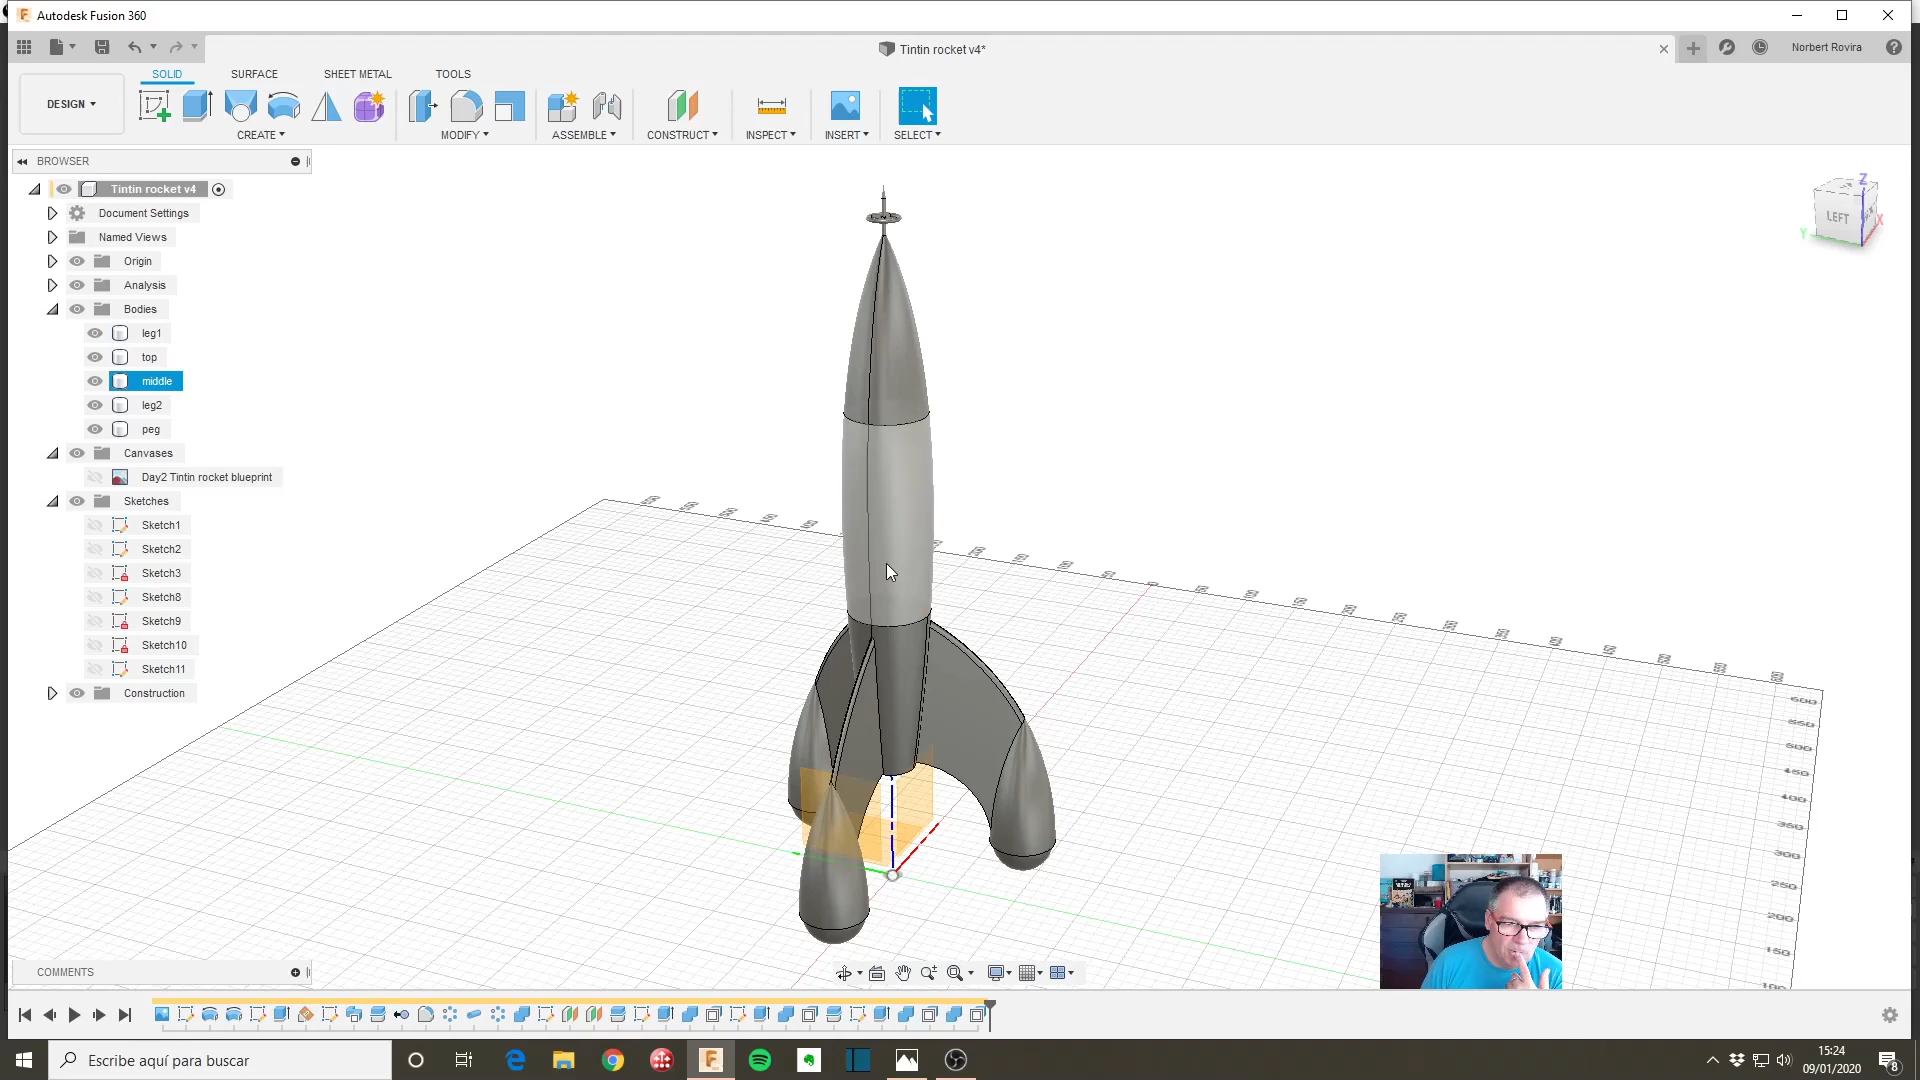 Autodesk Fusion 360
Tintin rocket v4*
Norbert Rovira
SOLID SURFACE SHEET METAL TOOLS
DESIGN
CREATE MODIFY ASSEMBLE CONSTRUCT INSPECT INSERT SELECT
BROWSER
Tintin rocket v4
Document Settings
Named Views
Origin
Analysis
Bodies
leg1
top
middle
leg2
peg
Canvases
Day2 Tintin rocket blueprint
Sketches
Sketch1
Sketch2
Sketch3
Sketch8
Sketch9
Sketch10
Sketch11
Construction
Z
LEFT
X
Y
COMMENTS
Escribe aquí para buscar
15:24
09/01/2020
8